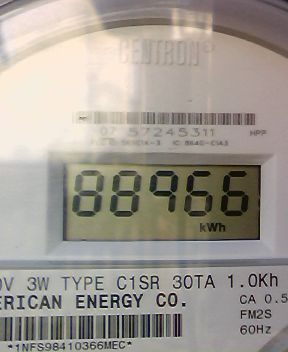 CENTRON®
07 57245311 HPP
88966
kWh
0V 3W TYPE C1SR 30TA 1.0Kh
ERICAN ENERGY CO.
CA 0.5
FM2S
60Hz
*1NFS98410366MEC*